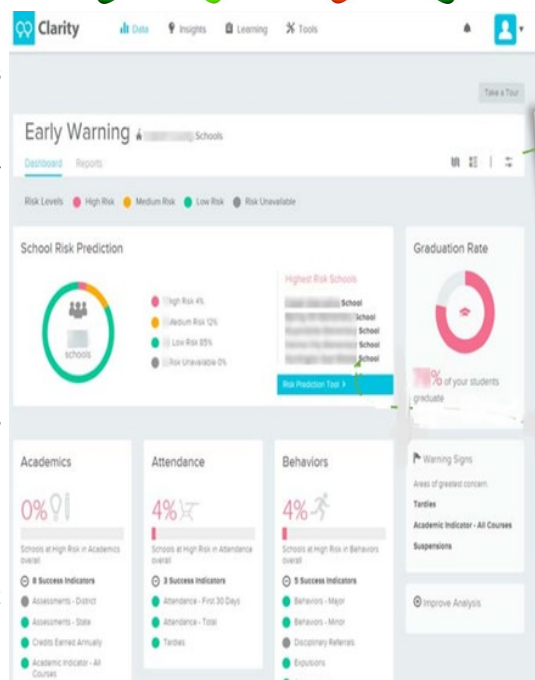 Clarity
Data
Insights
Learning
Tools
Take a Tour
Early Warning
Schools
Dashboard
Reports
Risk Levels High Risk Medium Risk Low Risk Risk Unavailable
School Risk Prediction
schools
High Risk 4%
Medium Risk 12%
Low Risk 85%
Risk Unavailable 0%
Highest Risk Schools
School
School
School
School
School
Risk Prediction Tool >
Graduation Rate
% of your students
graduate
Academics
0%
Schools at High Risk in Academics
overall
8 Success Indicators
Assessments - District
Assessments - State
Credits Earned Annually
Academic Indicator - All
Courses
Attendance
4%
Schools at High Risk in Attendance
overall
3 Success Indicators
Attendance - First 30 Days
Attendance - Total
Tardies
Behaviors
4%
Schools at High Risk in Behaviors
overall
5 Success Indicators
Behaviors - Major
Behaviors - Minor
Disciplinary Referrals
Expulsions
Warning Signs
Areas of greatest concern
Tardies
Academic Indicator - All Courses
Suspensions
Improve Analysis